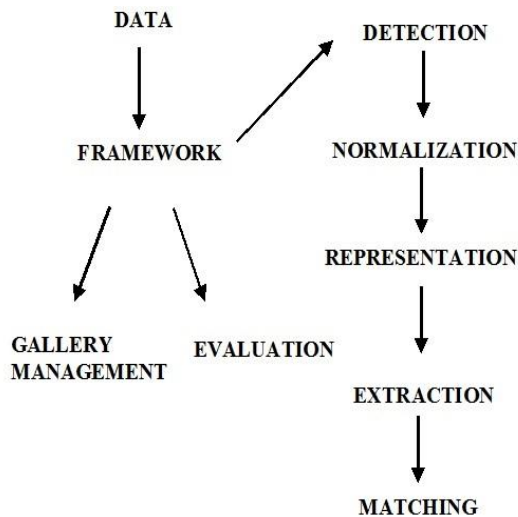 DATA
FRAMEWORK
GALLERY
MANAGEMENT
EVALUATION
DETECTION
NORMALIZATION
REPRESENTATION
EXTRACTION
MATCHING